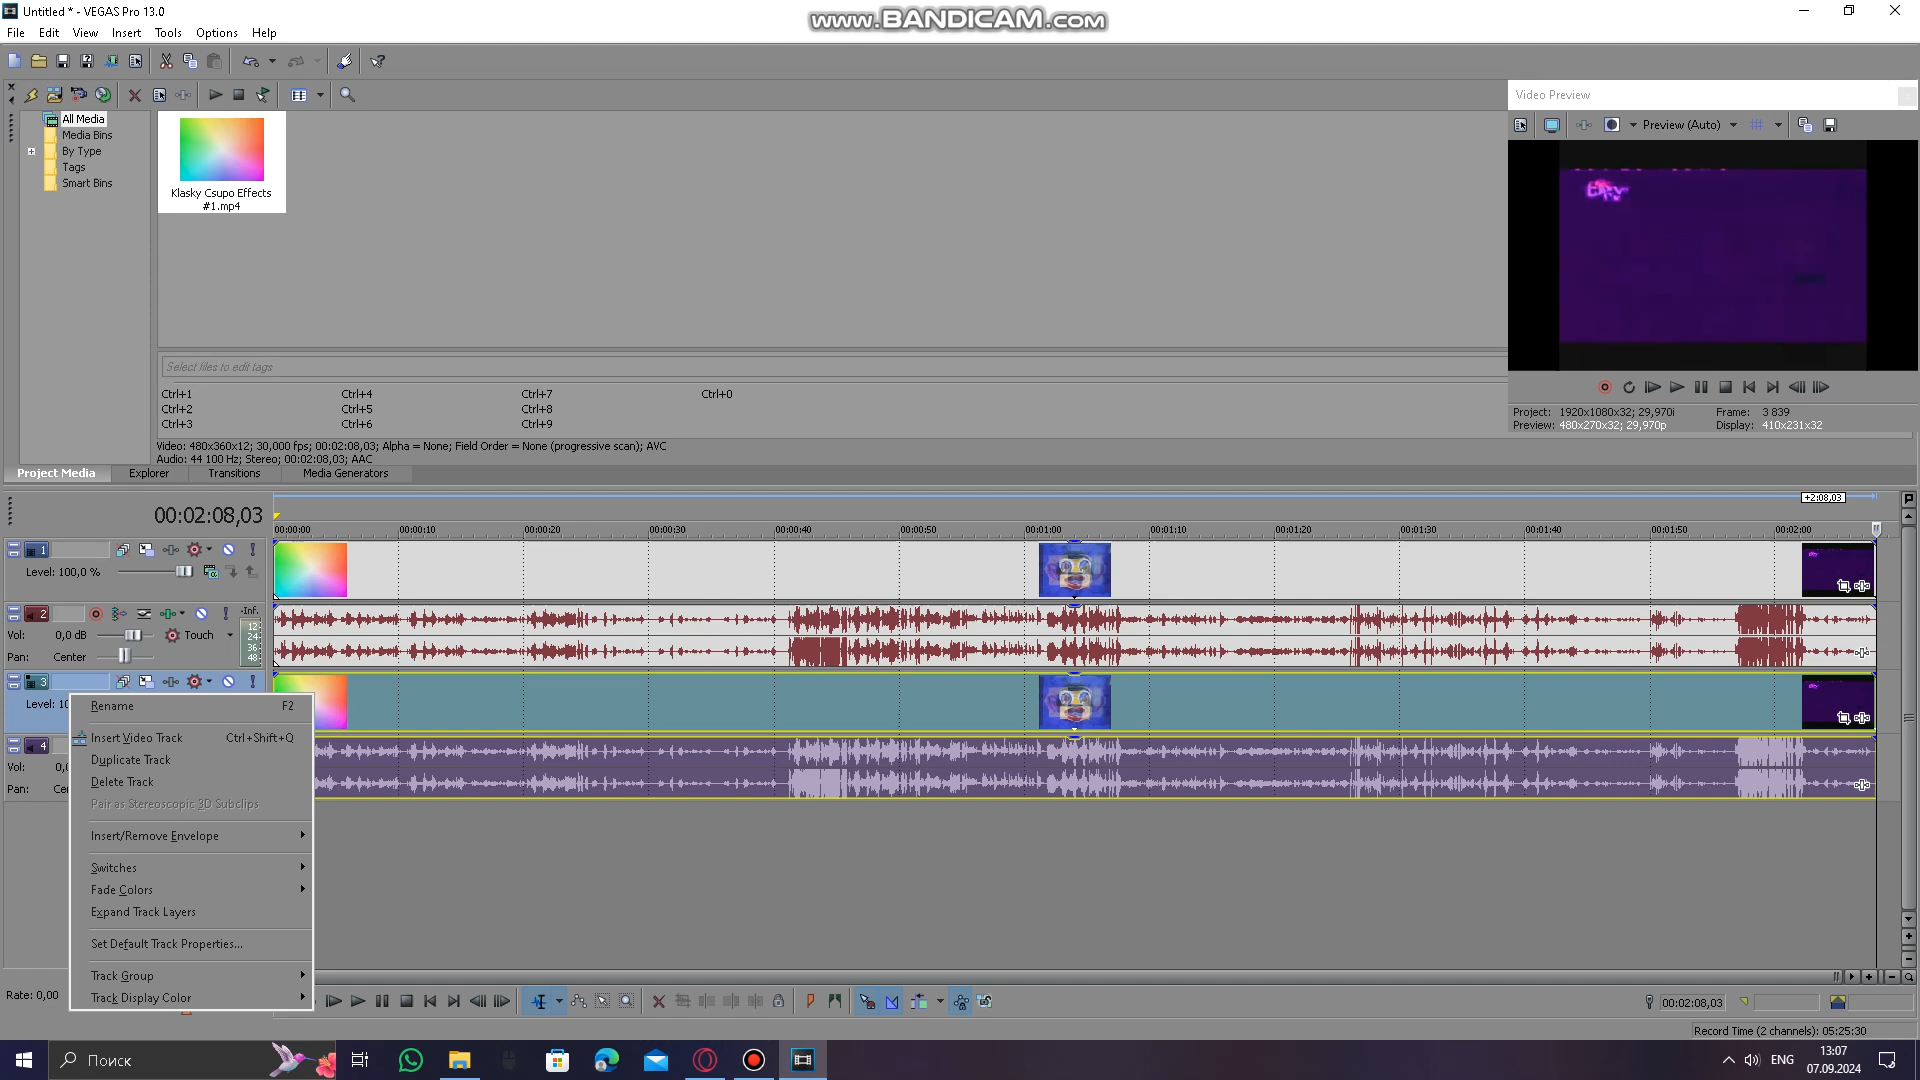 Untitled * - VEGAS Pro 13.0
www.BANDICAM.com
File Edit View Insert Tools Options Help
Video Preview
All Media
Media Bins
By Type
Tags
Smart Bins
Preview (Auto)
Klasky Csupo Effects
#1.mp4
Select files to edit tags
Ctrl+1 Ctrl+4 Ctrl+7 Ctrl+0
Ctrl+2 Ctrl+5 Ctrl+8
Ctrl+3 Ctrl+6 Ctrl+9
Project: 1920x1080x32; 29,970i Frame: 3 839
Preview: 480x270x32; 29,970p Display: 410x231x32
Video: 480x360x12; 30,000 fps; 00:02:08,03; Alpha = None; Field Order = None (progressive scan); AVC
Audio: 44 100 Hz; Stereo; 00:02:08,03; AAC
Project Media Explorer Transitions Media Generators
+2:08,03
00:02:08,03
00:00:00 00:00:10 00:00:20 00:00:30 00:00:40 00:00:50 00:01:00 00:01:10 00:01:20 00:01:30 00:01:40 00:01:50 00:02:00
1
Level: 100,0 %
2 -Inf.
Vol: 0,0 dB Touch
Pan: Center
12
24
36
48
3
Level: 10
4
Vol: 0,
Pan: Ce
Rename F2
Insert Video Track Ctrl+Shift+Q
Duplicate Track
Delete Track
Pair as Stereoscopic 3D Subclips
Insert/Remove Envelope
Switches
Fade Colors
Expand Track Layers
Set Default Track Properties...
Track Group
Track Display Color
Rate: 0,00
00:02:08,03
Record Time (2 channels): 05:25:30
Поиск
ENG
13:07
07.09.2024